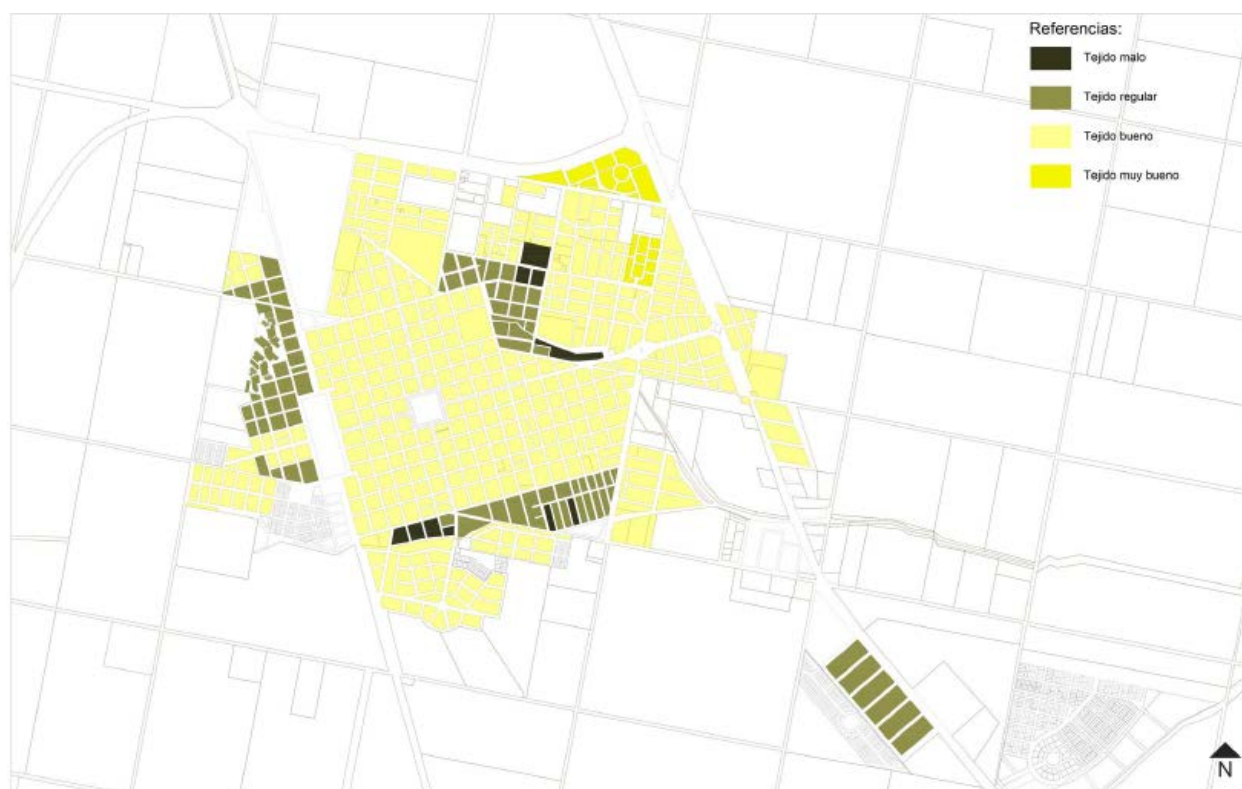 Referencias:
Tejido malo
Tejido regular
Tejido bueno
Tejido muy bueno
N